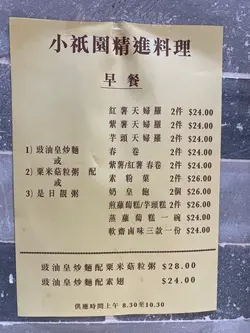 小祇園精進料理
早餐
紅薯天婦羅 2件 $24.00
紫薯天婦羅 2件 $24.00
芋頭天婦羅 2件 $24.00
1) 豉油皇炒麵 春卷 2件 $24.00
或 紫薯/紅薯春卷 2件 $24.00
2) 粟米菇粒粥 配 素粉菓 2件 $26.00
或 奶皇飽 2個 $26.00
3) 是日靚粥 煎蘿蔔糕/芋頭糕 2件 $24.00
蒸蘿蔔糕一碗 $24.00
軟齋鹵味三款一份 $24.00
豉油皇炒麵配粟米菇粒粥 $28.00
豉油皇炒麵配素翅 $24.00
供應時間上午 8.30至10.30